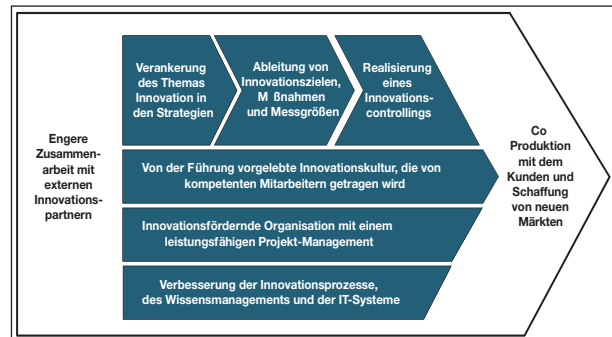 Engere
Zusammen-
arbeit mit
externen
Innovations-
partnern
Verankerung
des Themas
Innovation in
den Strategien
Ableitung von
Innovationszielen,
M ßnahmen
und Messgrößen
Realisierung
eines
Innovations-
controllings
Von der Führung vorgelebte Innovationskultur, die von
kompetenten Mitarbeitern getragen wird
Innovationsfördernde Organisation mit einem
leistungsfähigen Projekt-Management
Verbesserung der Innovationsprozesse,
des Wissensmanagements und der IT-Systeme
Co
Produktion
mit dem
Kunden und
Schaffung
von neuen
Märkten